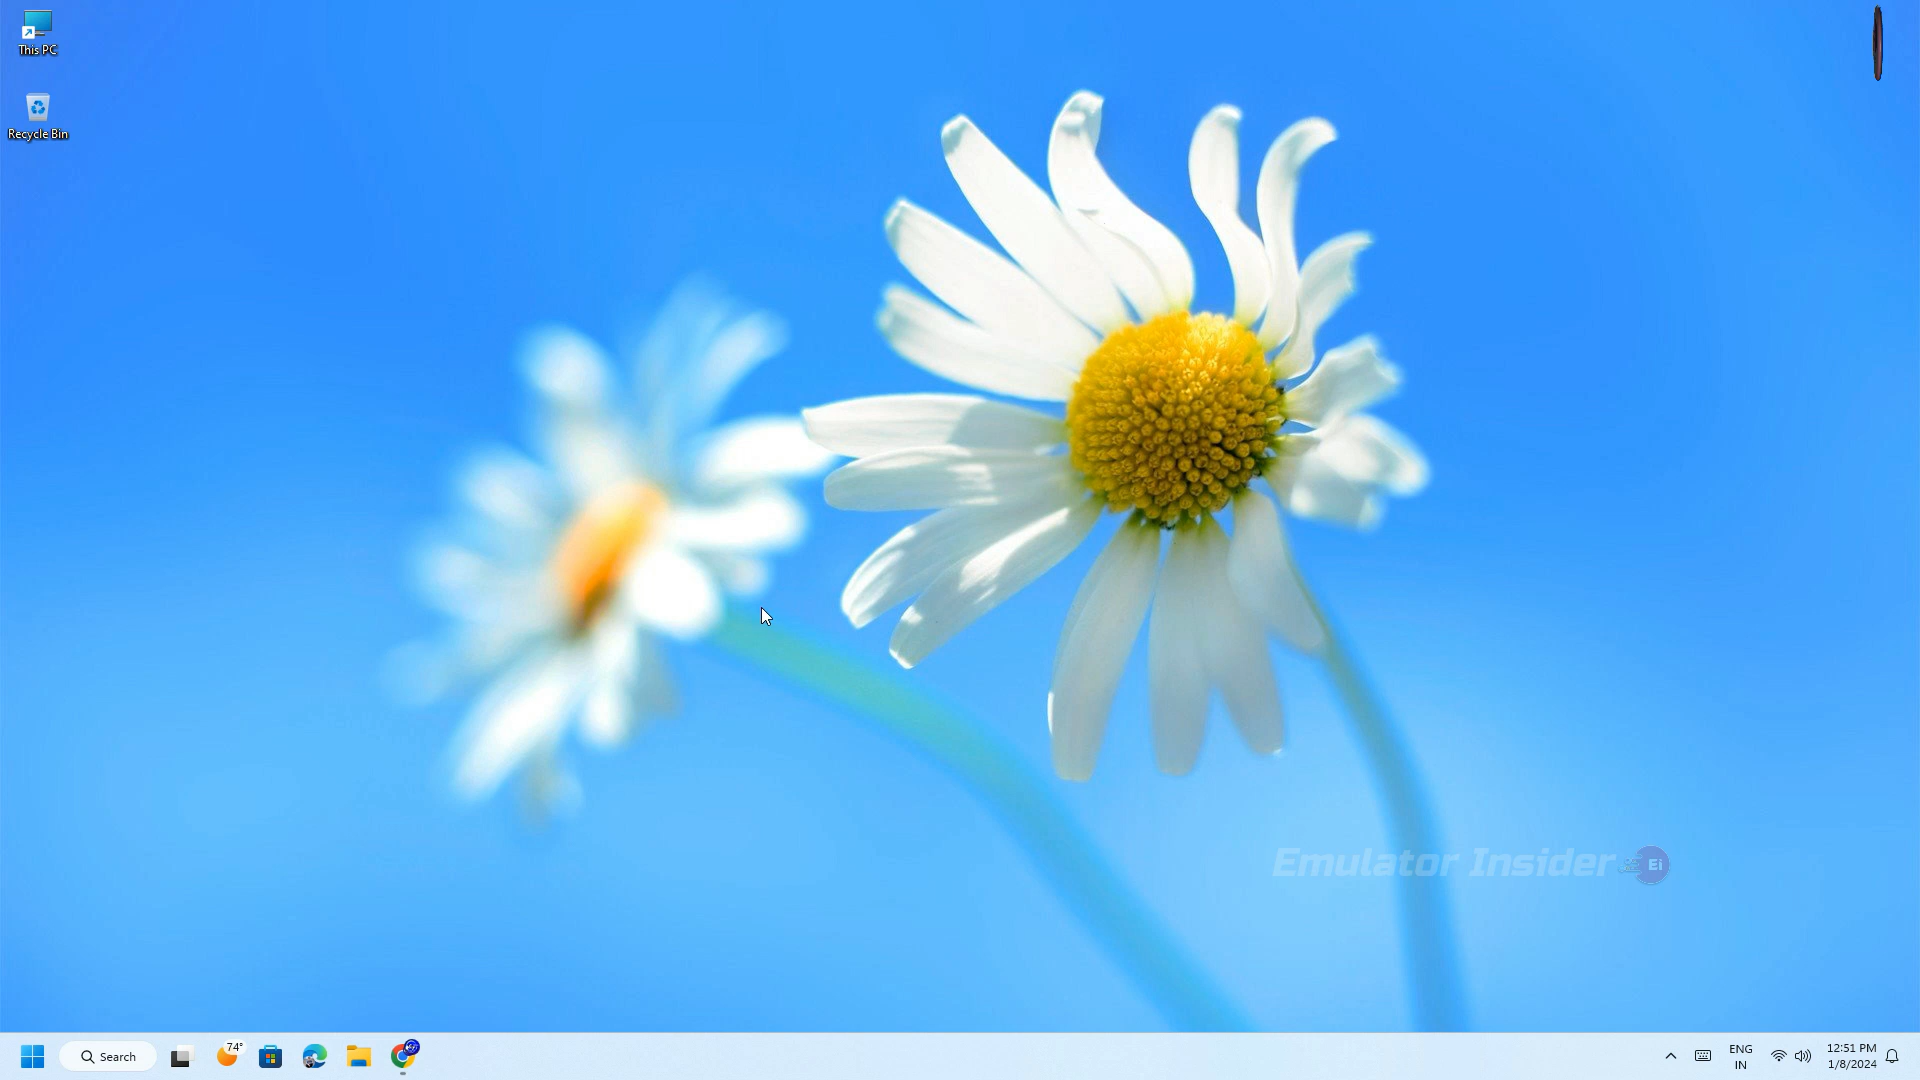 This PC
Recycle Bin
Emulator Insider Ei
74°
Search
ENG
IN
12:51 PM
1/8/2024